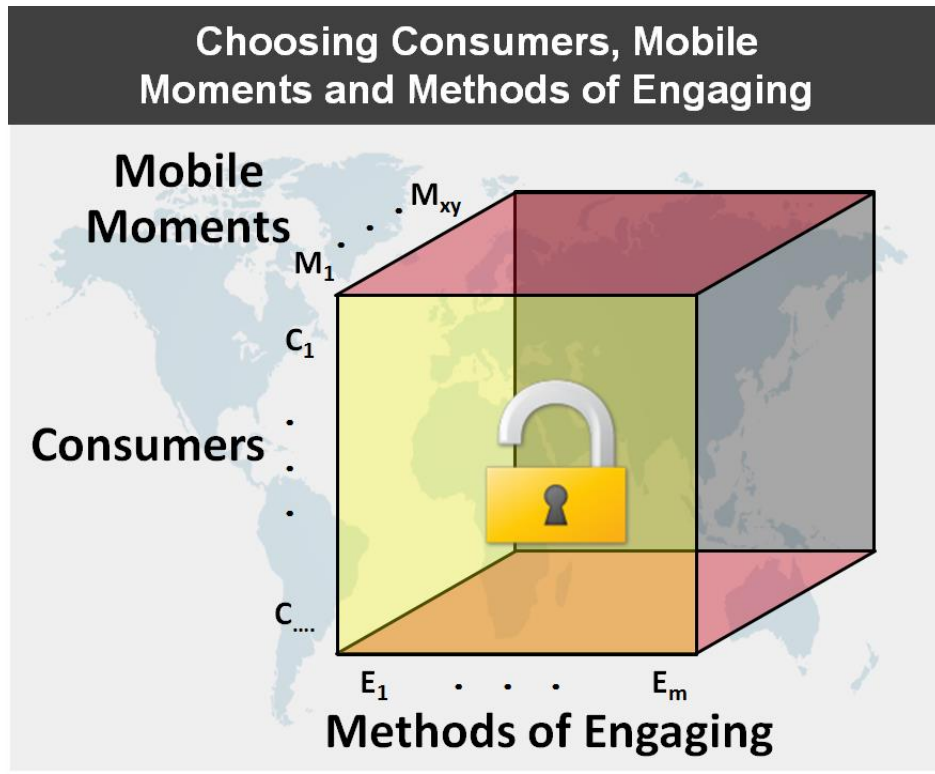 Choosing Consumers, Mobile
Moments and Methods of Engaging
Mobile
Moments
M₁ . . . Mxy
C₁
.
Consumers .
.
C....
E₁ . . . Eₘ
Methods of Engaging